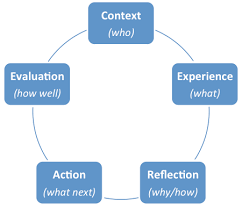 Context
(who)
Experience
(what)
Reflection
(why/how)
Action
(what next)
Evaluation
(how well)